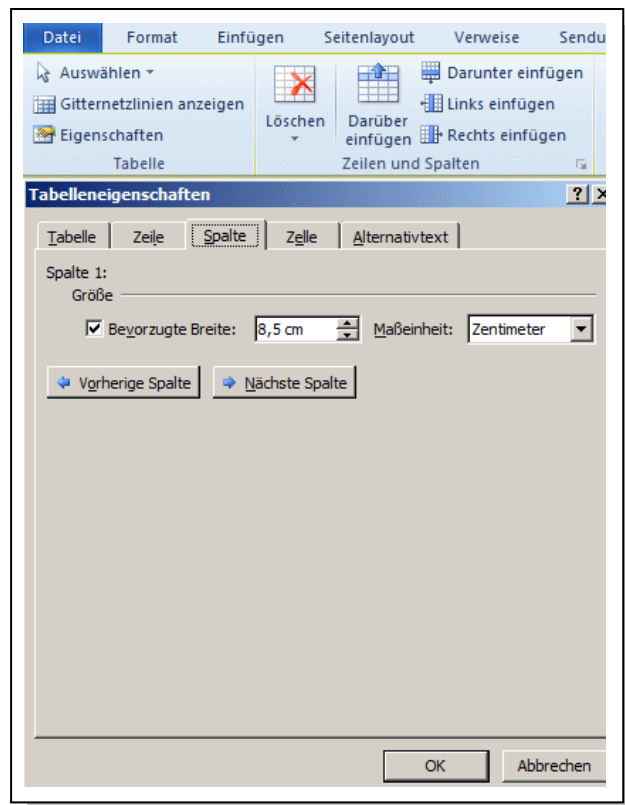 Datei Format Einfügen Seitenlayout Verweise Sendu
Auswählen
Gitternetzlinien anzeigen
Eigenschaften
Löschen
Darüber einfügen
Darunter einfügen
Links einfügen
Rechts einfügen
Tabelle Zeilen und Spalten
Tabelleneigenschaften
Tabelle Zeile Spalte Zelle Alternativtext
Spalte 1:
Größe
Bevorzugte Breite: 8,5 cm Maßeinheit: Zentimeter
Vorherige Spalte Nächste Spalte
OK Abbrechen